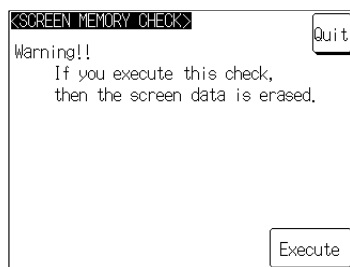 <SCREEN MEMORY CHECK>
Quit
Warning!!
If you execute this check,
then the screen data is erased.
Execute